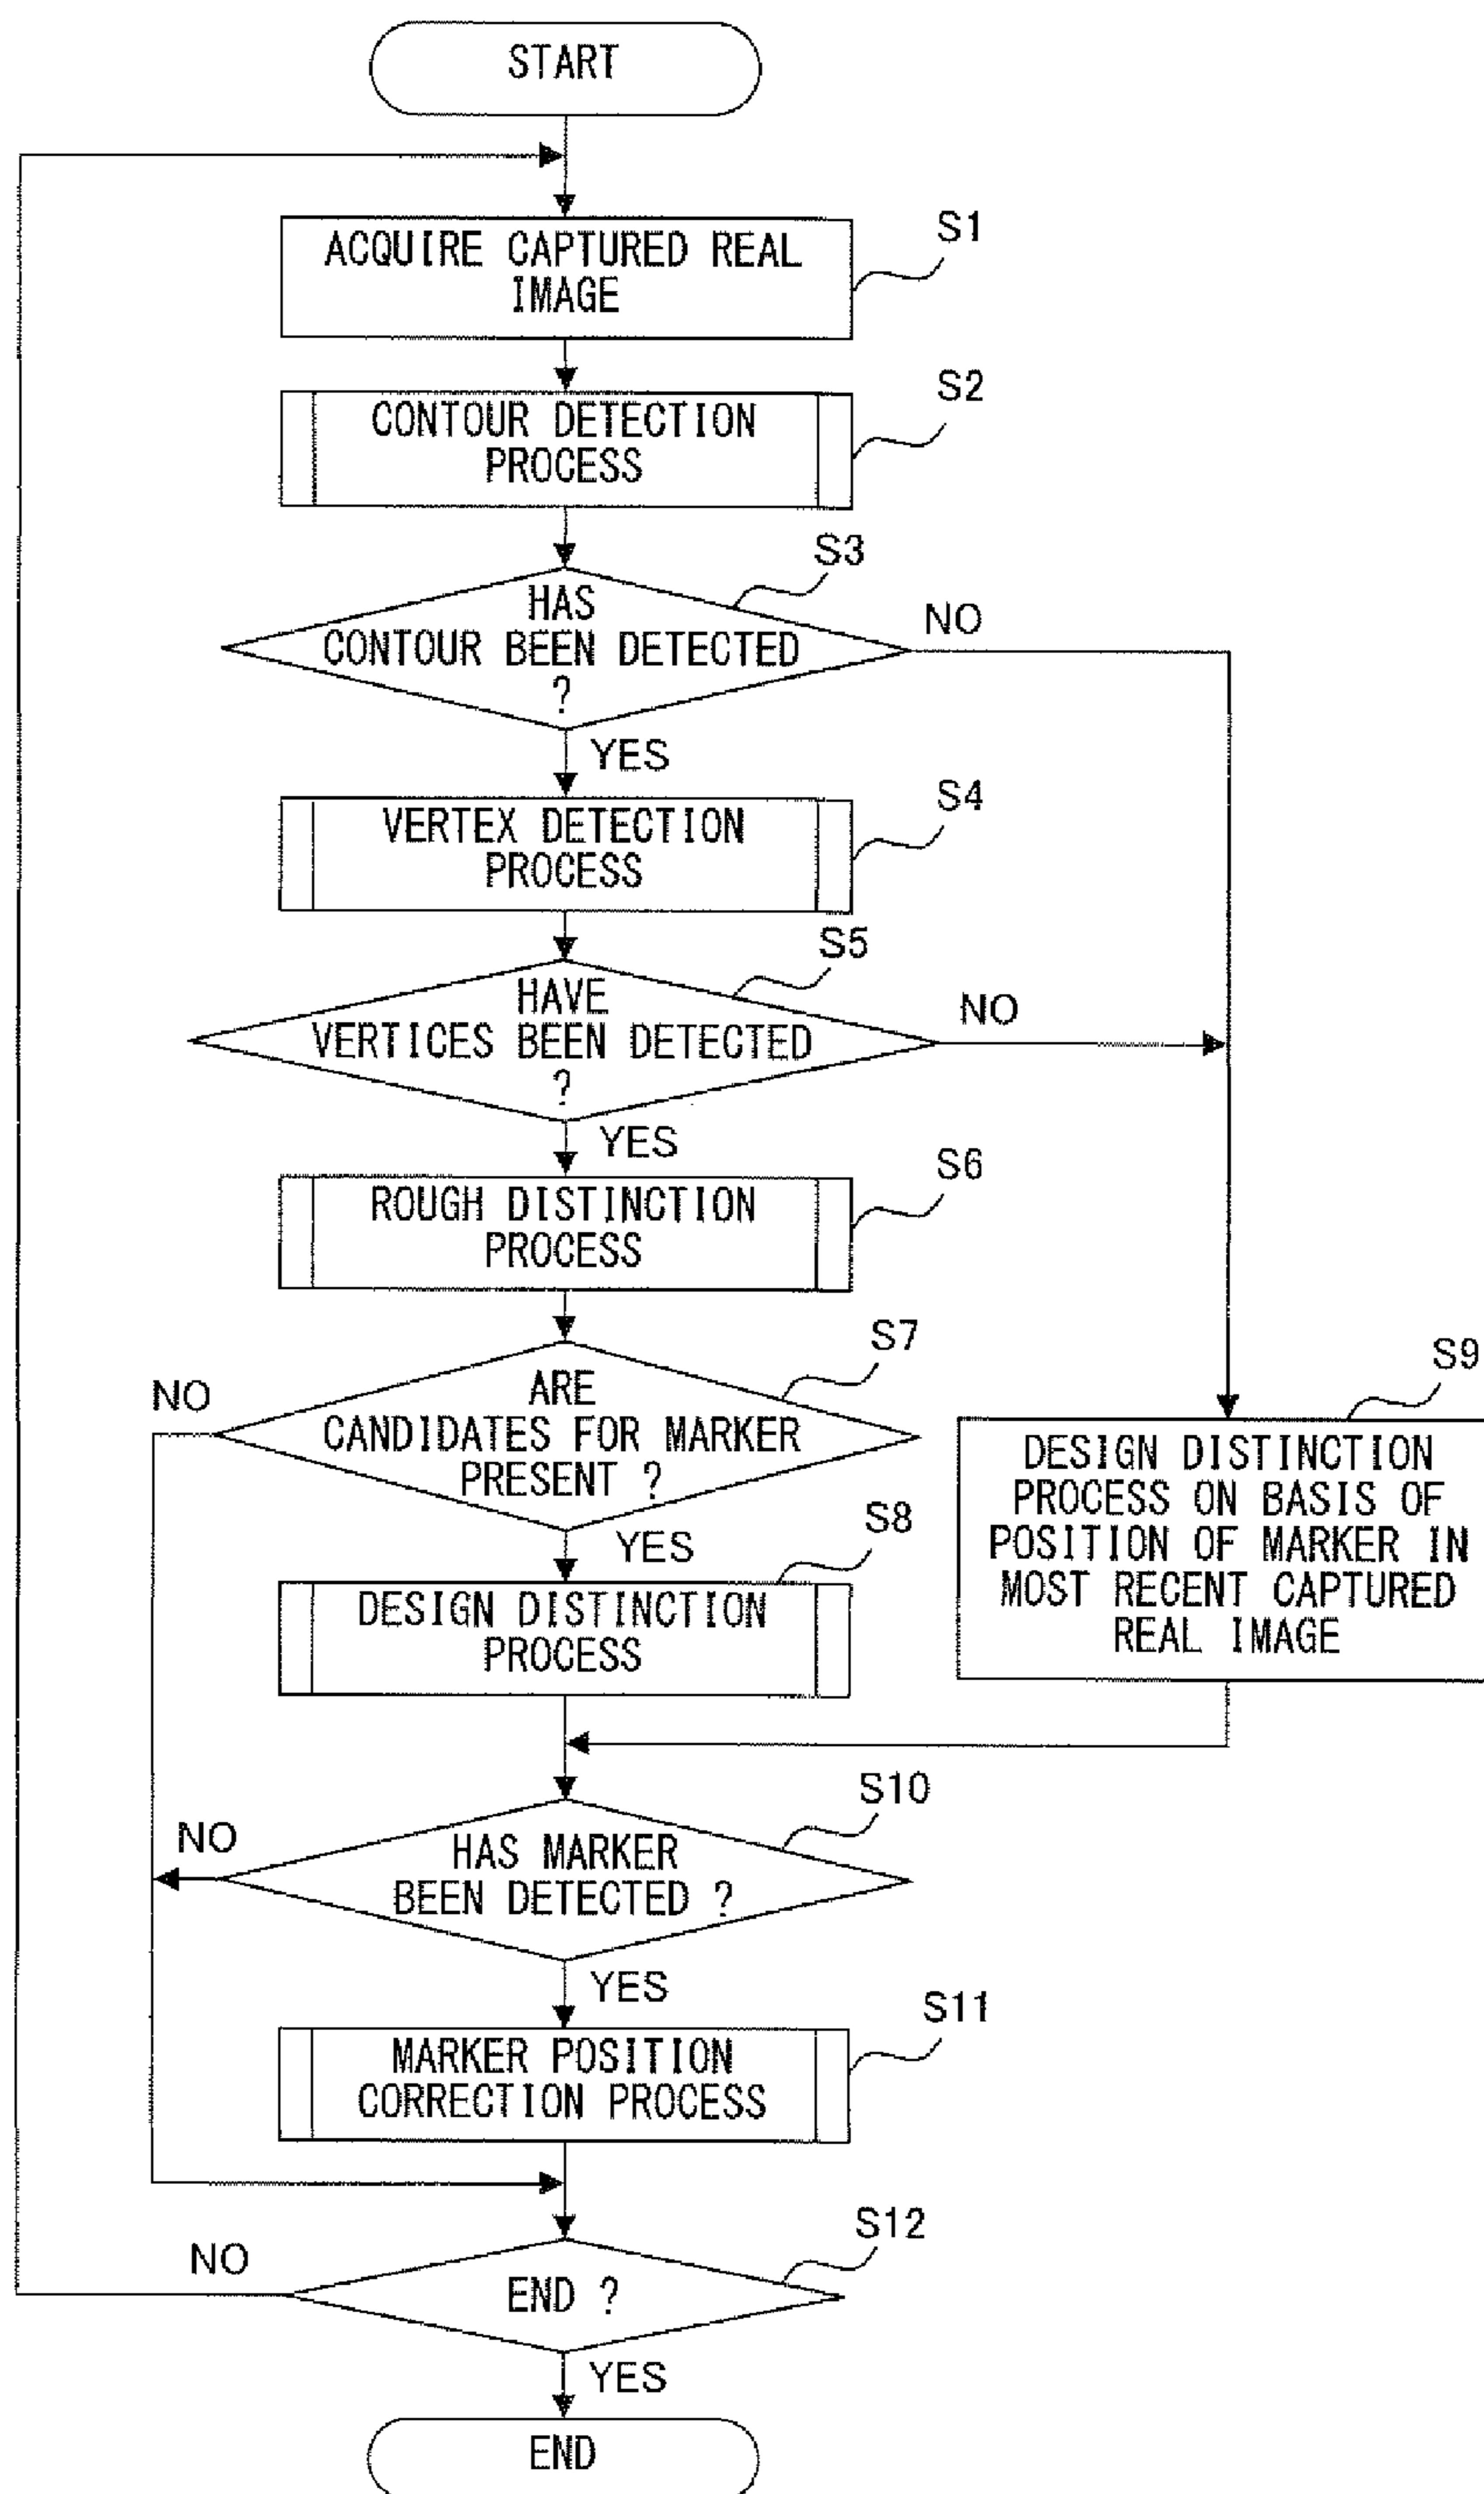 START
S1
ACQUIRE CAPTURED REAL
IMAGE
S2
CONTOUR DETECTION
PROCESS
S3
HAS
CONTOUR BEEN DETECTED
?
NO
YES
S4
VERTEX DETECTION
PROCESS
S5
HAVE
VERTICES BEEN DETECTED
?
NO
YES
S6
ROUGH DISTINCTION
PROCESS
S7
ARE
CANDIDATES FOR MARKER
PRESENT ?
NO
YES
S8
DESIGN DISTINCTION
PROCESS
S9
DESIGN DISTINCTION
PROCESS ON BASIS OF
POSITION OF MARKER IN
MOST RECENT CAPTURED
REAL IMAGE
S10
HAS MARKER
BEEN DETECTED ?
NO
YES
S11
MARKER POSITION
CORRECTION PROCESS
S12
END ?
NO
YES
END